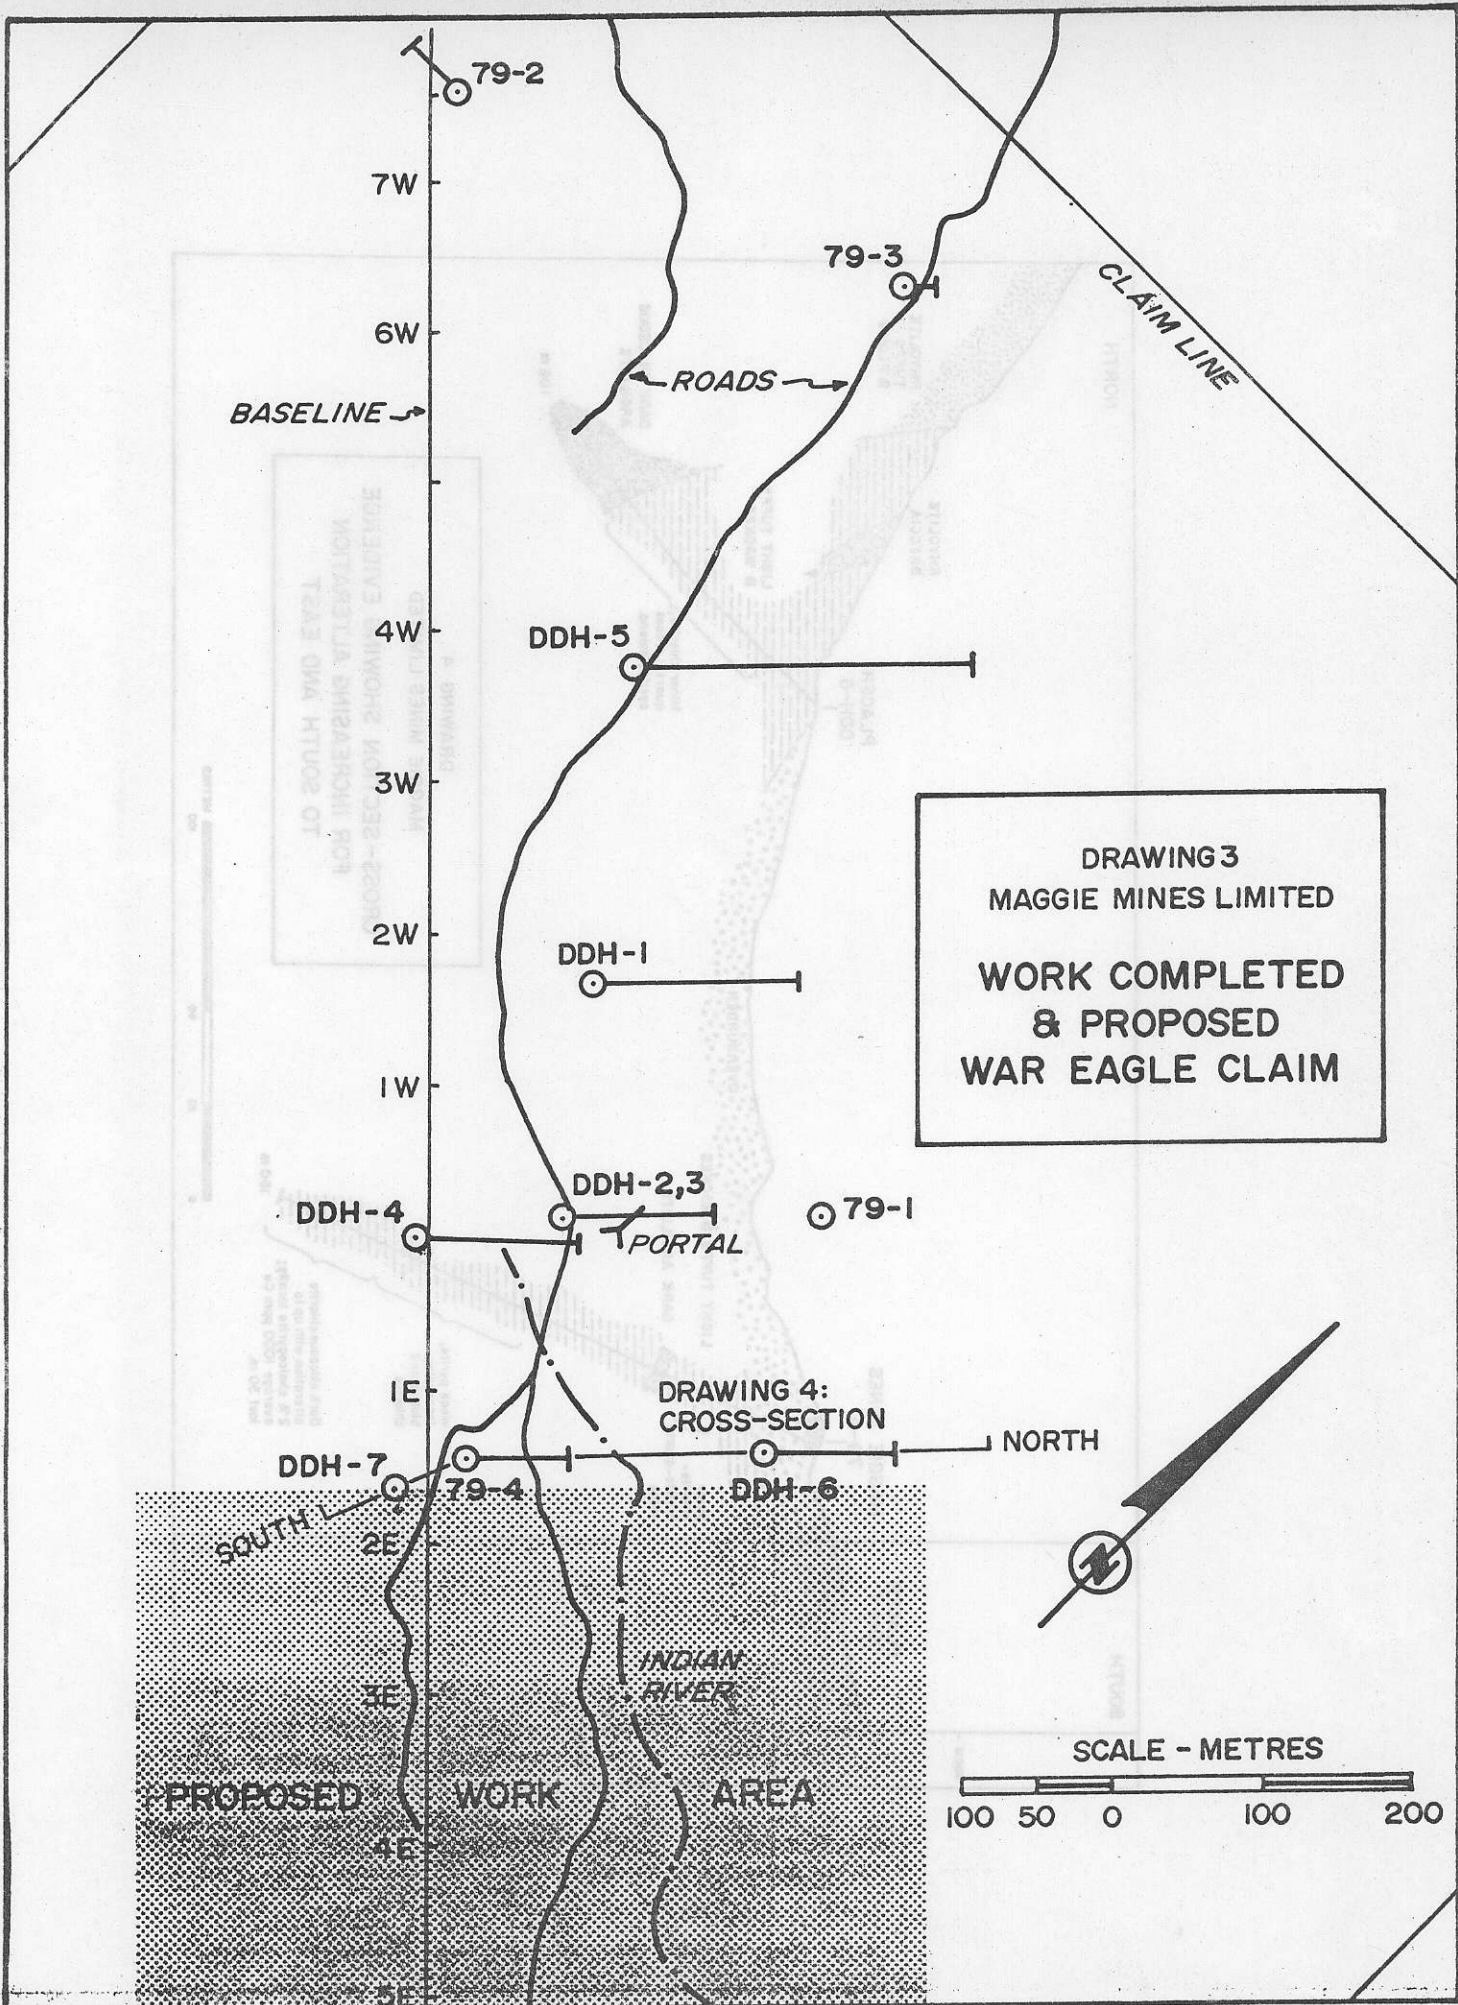 79-2
7W
79-3
CLAIM LINE
6W
ROADS
BASELINE
4W
DDH-5
3W
DRAWING 3
MAGGIE MINES LIMITED
WORK COMPLETED
& PROPOSED
WAR EAGLE CLAIM
2W
DDH-1
1W
DDH-2,3
DDH-4
79-1
PORTAL
1E
DRAWING 4:
CROSS-SECTION
NORTH
DDH-7
79-4
DDH-6
SOUTH
2E
N
INDIAN
RIVER
3E
SCALE - METRES
100 50 0 100 200
PROPOSED WORK AREA
4E
5E